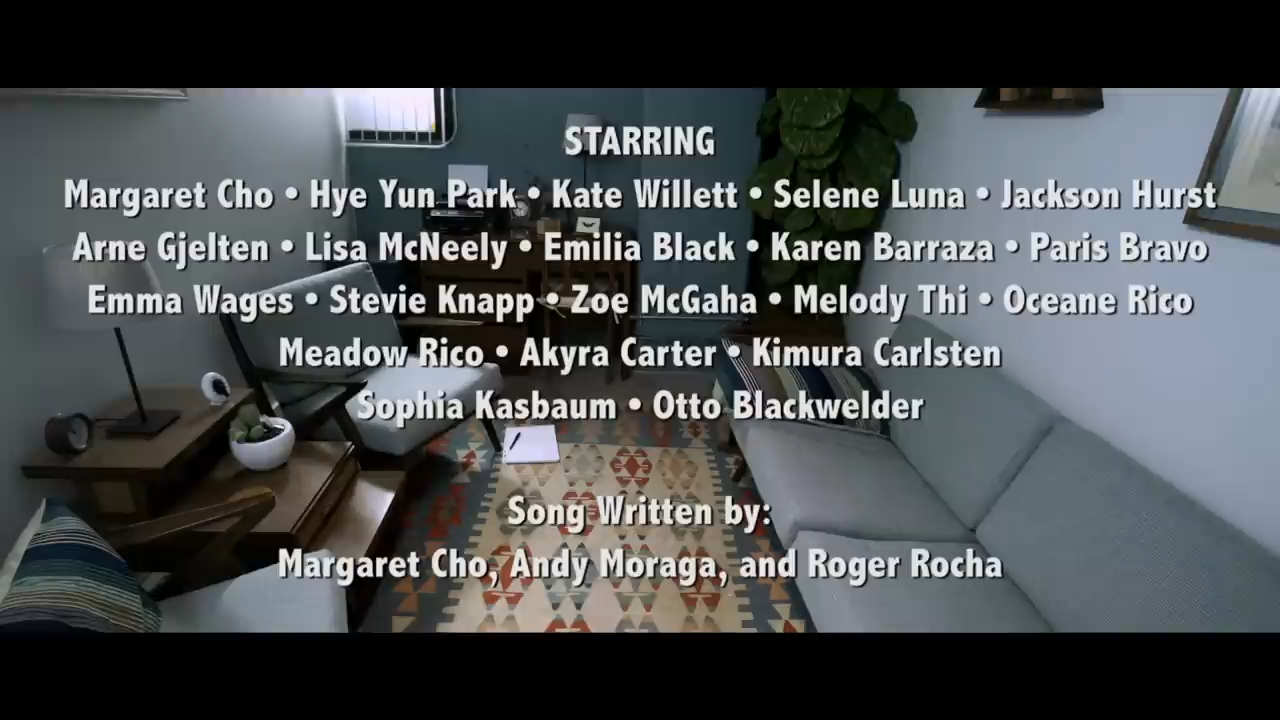 STARRING
Margaret Cho • Hye Yun Park • Kate Willett • Selene Luna • Jackson Hurst
Arne Gjelten • Lisa McNeely • Emilia Black • Karen Barraza • Paris Bravo
Emma Wages • Stevie Knapp • Zoe McGaha • Melody Thi • Oceane Rico
Meadow Rico • Akyra Carter • Kimura Carlsten
Sophia Kasbaum • Otto Blackwelder
Song Written by:
Margaret Cho, Andy Moraga, and Roger Rocha